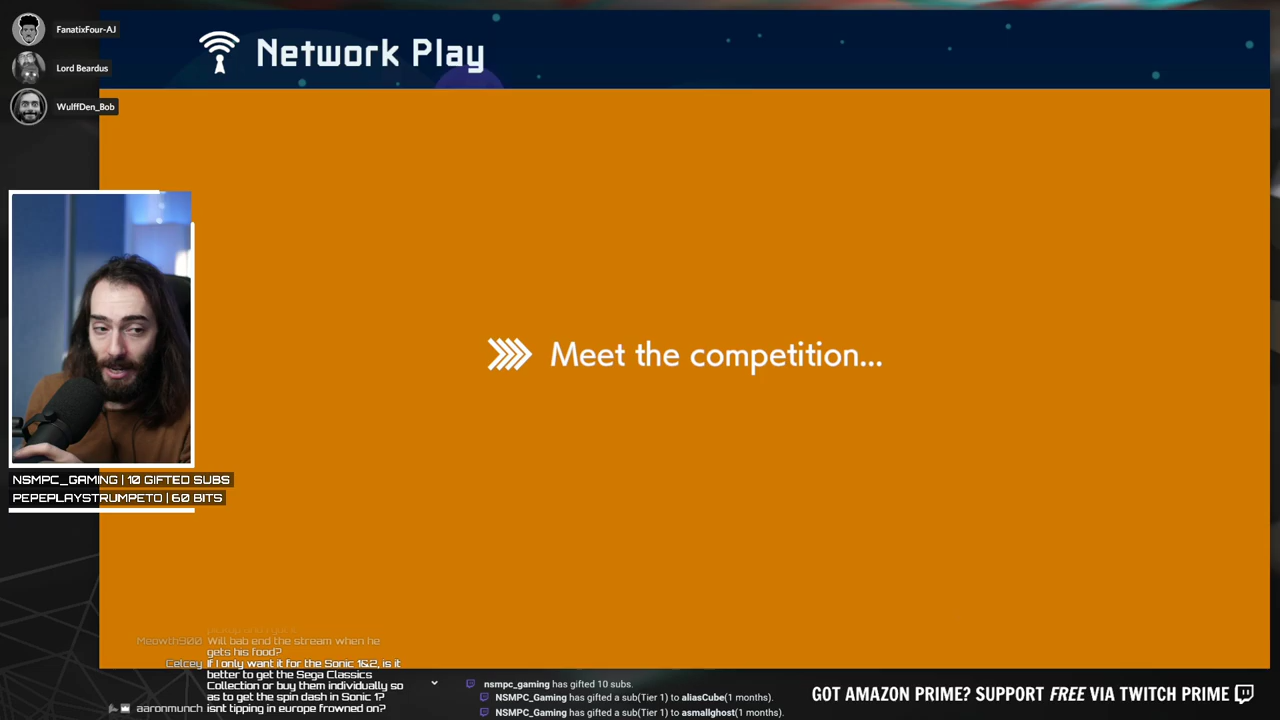 FanatixFour-AJ
Lord Beardus
WulffDen_Bob
Network Play
Meet the competition...
NSMPC_GAMING | 10 GIFTED SUBS
PEPEPLAYSTRUMPETO | 60 BITS
Meowth900 Will bab end the stream when he
gets his food?
Celcey If I only want it for the Sonic 1&2, is it
better to get the Sega Classics
Collection or buy them individually so
as to get the spin dash in Sonic 1?
aaronmunch isnt tipping in europe frowned on?
nsmpc_gaming has gifted 10 subs.
NSMPC_Gaming has gifted a sub(Tier 1) to aliasCube(1 months).
NSMPC_Gaming has gifted a sub(Tier 1) to asmallghost(1 months).
GOT AMAZON PRIME? SUPPORT FREE VIA TWITCH PRIME